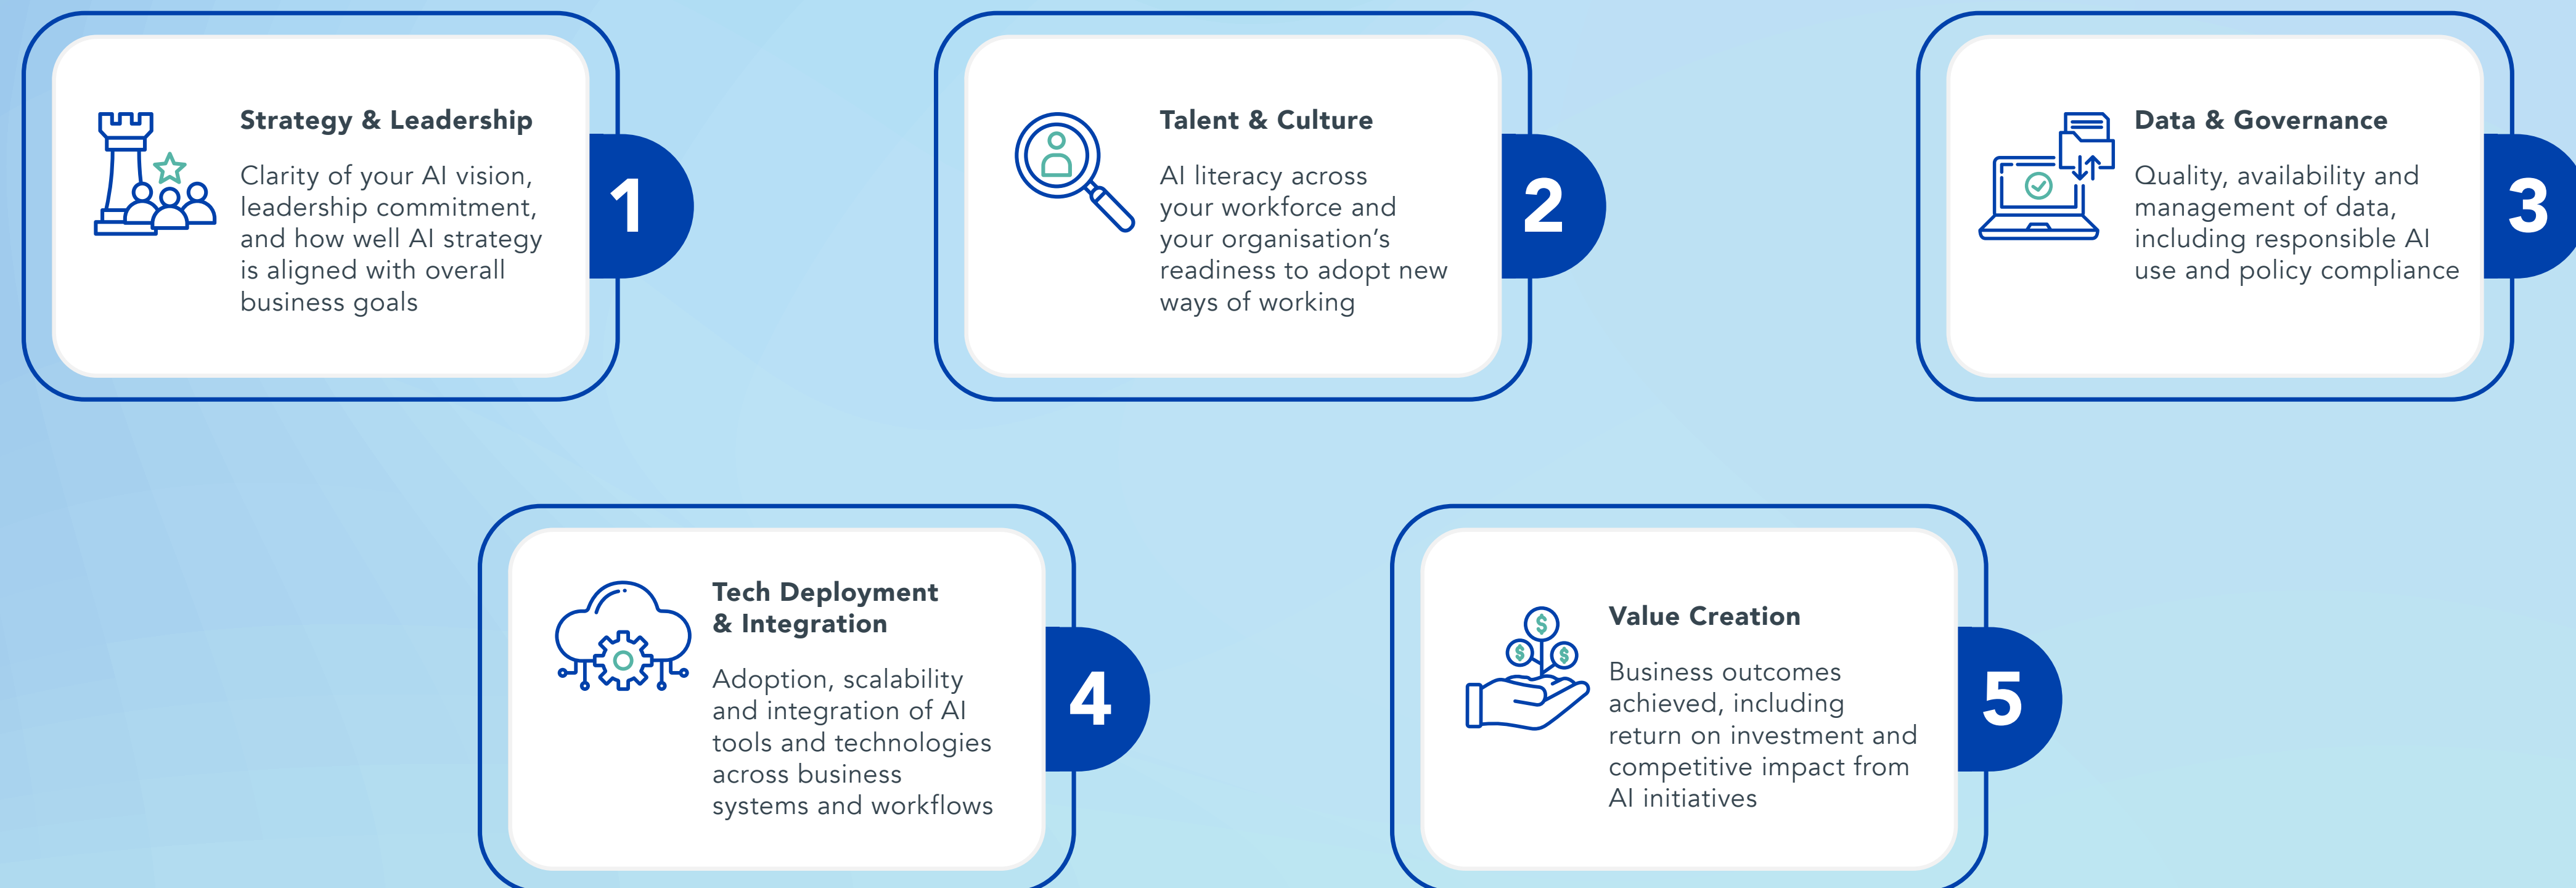 Strategy & Leadership
Clarity of your AI vision,
leadership commitment,
and how well AI strategy
is aligned with overall
business goals
1
Talent & Culture
AI literacy across
your workforce and
your organisation’s
readiness to adopt new
ways of working
2
Data & Governance
Quality, availability and
management of data,
including responsible AI
use and policy compliance
3
Tech Deployment
& Integration
Adoption, scalability
and integration of AI
tools and technologies
across business
systems and workflows
4
Value Creation
Business outcomes
achieved, including
return on investment and
competitive impact from
AI initiatives
5
$
$
$